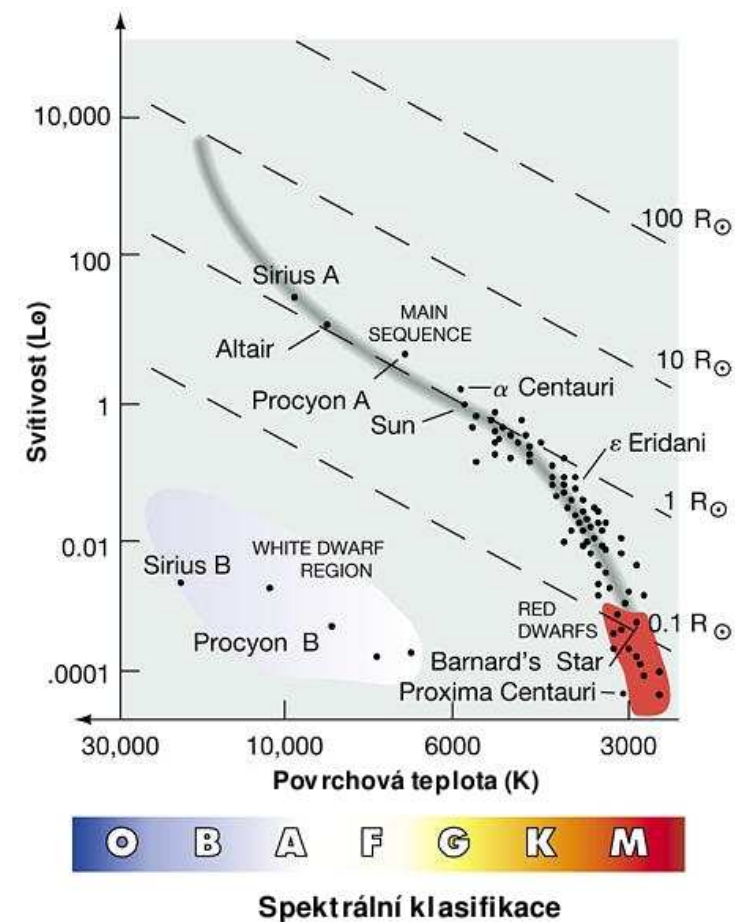 10,000
100
1
0.01
.0001
Svítivost (L⊙)
100 R⊙
10 R⊙
1 R⊙
0.1 R⊙
Sirius A
Altair
MAIN
SEQUENCE
Procyon A
α Centauri
Sun
ε Eridani
Sirius B
WHITE DWARF
REGION
Procyon B
RED
DWARFS
Barnard's Star
Proxima Centauri
30,000 10,000 6000 3000
Povrchová teplota (K)
O B A F G K M
Spektrální klasifikace